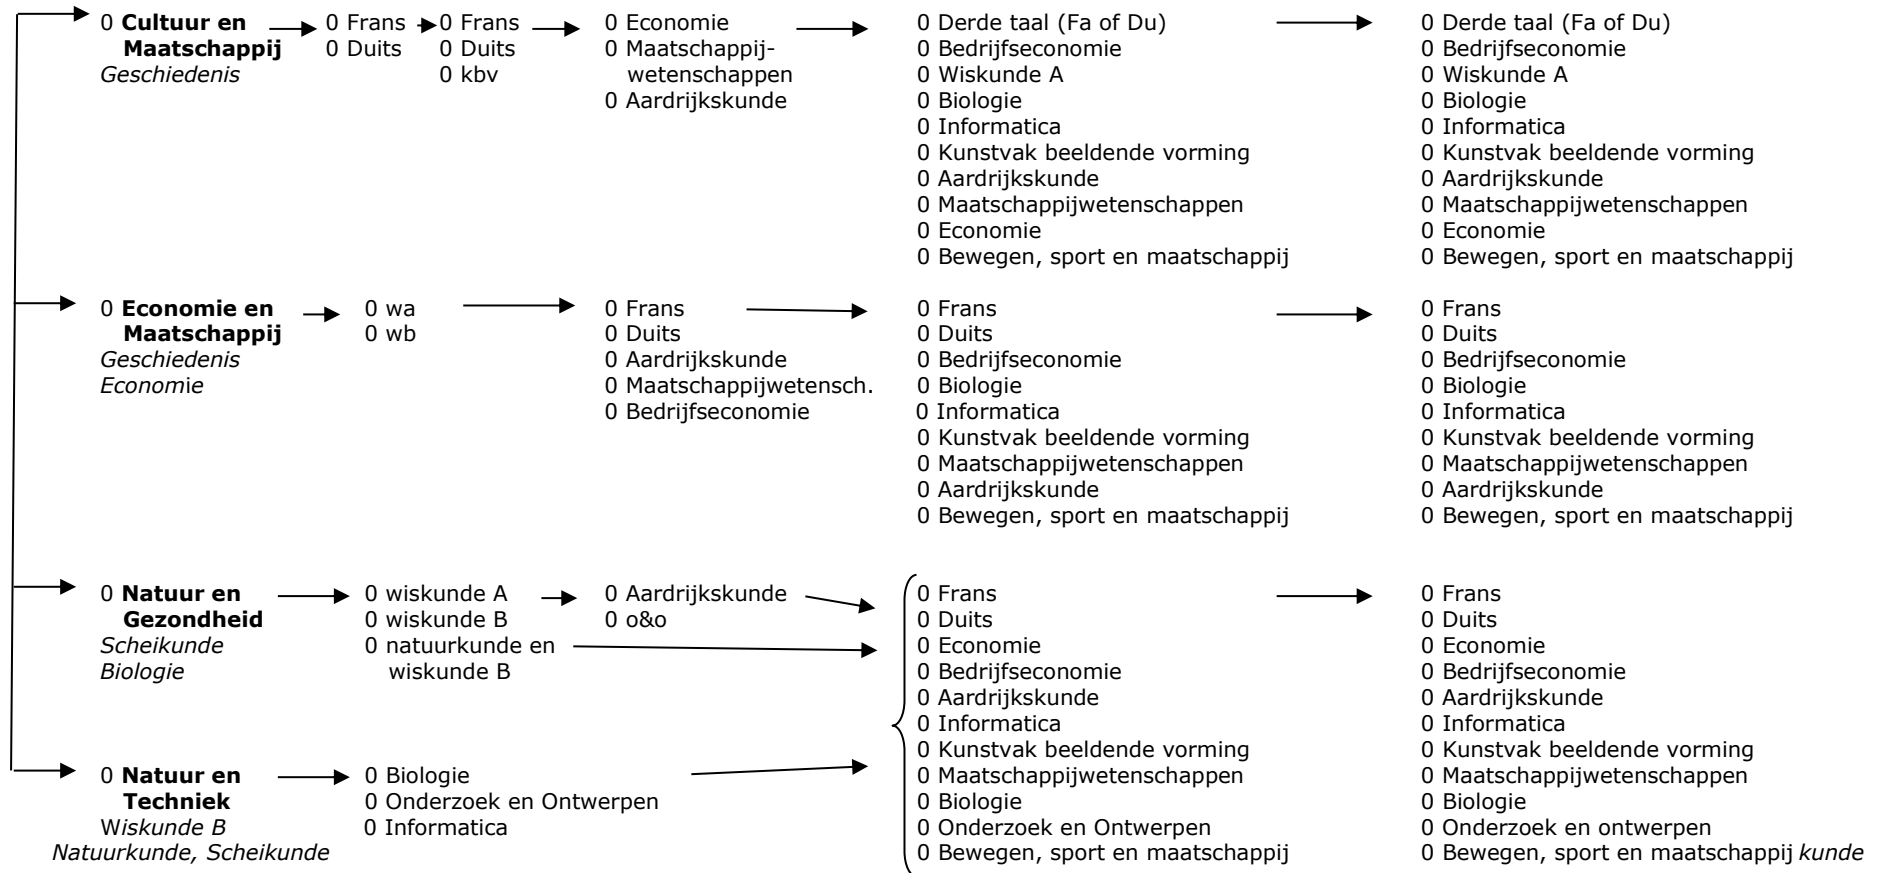 0 Cultuur en
Maatschappij
Geschiedenis
0 Frans
0 Duits
0 Frans
0 Duits
0 kbv
0 Economie
0 Maatschappij-
wetenschappen
0 Aardrijkskunde
0 Derde taal (Fa of Du)
0 Bedrijfseconomie
0 Wiskunde A
0 Biologie
0 Informatica
0 Kunstvak beeldende vorming
0 Aardrijkskunde
0 Maatschappijwetenschappen
0 Economie
0 Bewegen, sport en maatschappij
0 Derde taal (Fa of Du)
0 Bedrijfseconomie
0 Wiskunde A
0 Biologie
0 Informatica
0 Kunstvak beeldende vorming
0 Aardrijkskunde
0 Maatschappijwetenschappen
0 Economie
0 Bewegen, sport en maatschappij
0 Economie en
Maatschappij
Geschiedenis
Economie
0 wa
0 wb
0 Frans
0 Duits
0 Aardrijkskunde
0 Maatschappijwetensch.
0 Bedrijfseconomie
0 Frans
0 Duits
0 Bedrijfseconomie
0 Biologie
0 Informatica
0 Kunstvak beeldende vorming
0 Maatschappijwetenschappen
0 Aardrijkskunde
0 Bewegen, sport en maatschappij
0 Frans
0 Duits
0 Bedrijfseconomie
0 Biologie
0 Informatica
0 Kunstvak beeldende vorming
0 Maatschappijwetenschappen
0 Aardrijkskunde
0 Bewegen, sport en maatschappij
0 Natuur en
Gezondheid
Scheikunde
Biologie
0 wiskunde A
0 wiskunde B
0 natuurkunde en
wiskunde B
0 Aardrijkskunde
0 o&o
0 Natuur en
Techniek
Wiskunde B
Natuurkunde, Scheikunde
0 Biologie
0 Onderzoek en Ontwerpen
0 Informatica
0 Frans
0 Duits
0 Economie
0 Bedrijfseconomie
0 Aardrijkskunde
0 Informatica
0 Kunstvak beeldende vorming
0 Maatschappijwetenschappen
0 Biologie
0 Onderzoek en Ontwerpen
0 Bewegen, sport en maatschappij
0 Frans
0 Duits
0 Economie
0 Bedrijfseconomie
0 Aardrijkskunde
0 Informatica
0 Kunstvak beeldende vorming
0 Maatschappijwetenschappen
0 Biologie
0 Onderzoek en ontwerpen
0 Bewegen, sport en maatschappij kunde